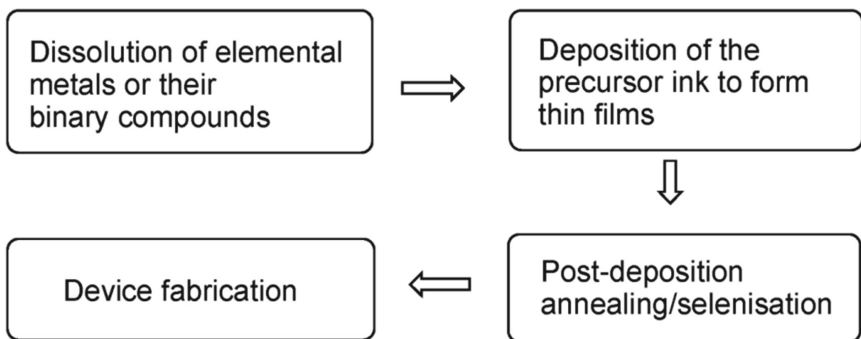 Dissolution of elemental
metals or their
binary compounds
Deposition of the
precursor ink to form
thin films
Post-deposition
annealing/selenisation
Device fabrication